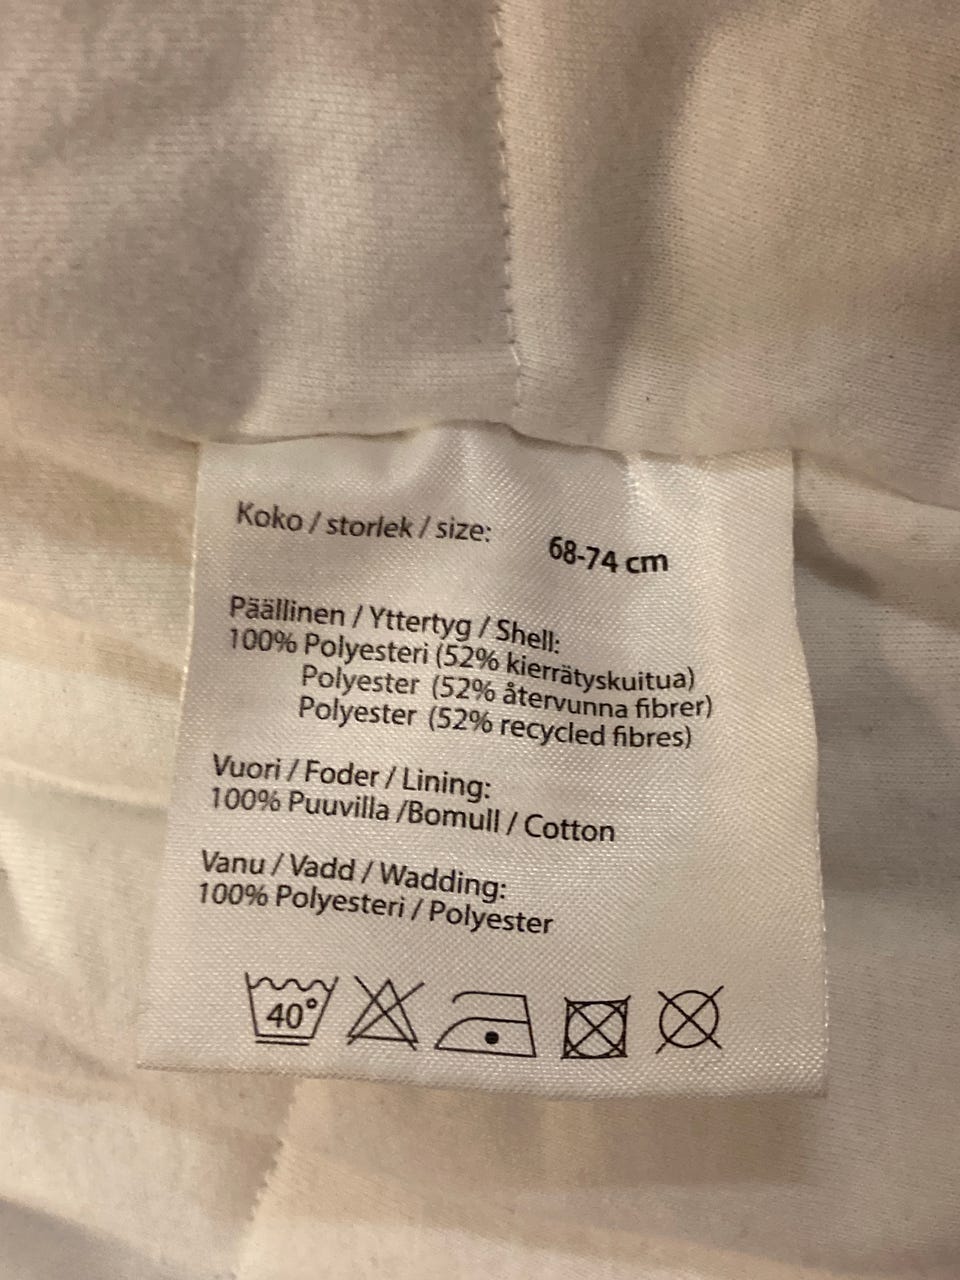 Koko / storlek / size: 68-74 cm
Päällinen / Yttertyg / Shell:
100% Polyesteri (52% kierrätyskuitua)
Polyester (52% återvunna fibrer)
Polyester (52% recycled fibres)
Vuori / Foder / Lining:
100% Puuvilla /Bomull / Cotton
Vanu / Vadd / Wadding:
100% Polyesteri / Polyester
40°